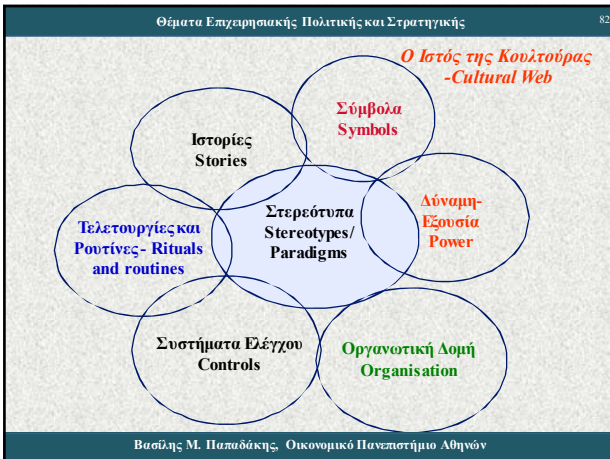 Θέματα Επιχειρησιακής Πολιτικής και Στρατηγικής
82
Ο Ιστός της Κουλτούρας
-Cultural Web
Σύμβολα
Symbols
Ιστορίες
Stories
Δύναμη-
Εξουσία
Power
Στερεότυπα
Stereotypes/
Paradigms
Τελετουργίες και
Ρουτίνες - Rituals
and routines
Συστήματα Ελέγχου
Controls
Οργανωτική Δομή
Organisation
Βασίλης Μ. Παπαδάκης, Οικονομικό Πανεπιστήμιο Αθηνών